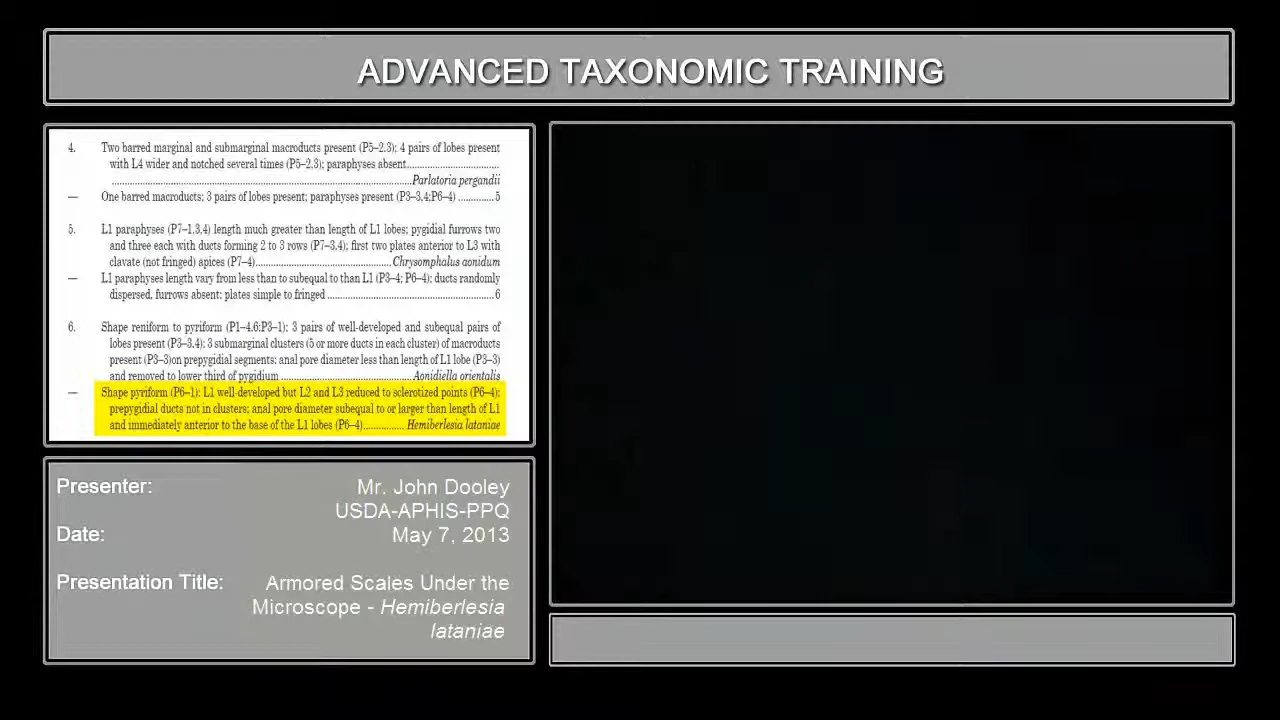 ADVANCED TAXONOMIC TRAINING
4. Two barred marginal and submarginal macroducts present (P5–2.3); 4 pairs of lobes present
with L4 wider and notched several times (P5–2.3); paraphyses absent..................................
....................................................................................................Parlatoria pergandii
— One barred macroducts; 3 pairs of lobes present; paraphyses present (P3–3.4;P6–4) .............5
5. L1 paraphyses (P7–1.3.4) length much greater than length of L1 lobes; pygidial furrows two
and three each with ducts forming 2 to 3 rows (P7–3.4); first two plates anterior to L3 with
clavate (not fringed) apices (P7–4)..............................................Chrysomphalus aonidum
— L1 paraphyses length vary from less than to subequal to than L1 (P3–4; P6–4); ducts randomly
dispersed, furrows absent; plates simple to fringed ........................................................6
6. Shape reniform to pyriform (P1–4.6;P3–1); 3 pairs of well-developed and subequal pairs of
lobes present (P3–3.4); 3 submarginal clusters (5 or more ducts in each cluster) of macroducts
present (P3–3)on prepygidial segments; anal pore diameter less than length of L1 lobe (P3–3)
and removed to lower third of pygidium .............................................Aonidiella orientalis
— Shape pyriform (P6–1); L1 well-developed but L2 and L3 reduced to sclerotized points (P6–4);
prepygidial ducts not in clusters; anal pore diameter subequal to or larger than length of L1
and immediately anterior to the base of the L1 lobes (P6–4)............... Hemiberlesia lataniae
Presenter: Mr. John Dooley
USDA-APHIS-PPQ
Date: May 7, 2013
Presentation Title: Armored Scales Under the
Microscope - Hemiberlesia
lataniae